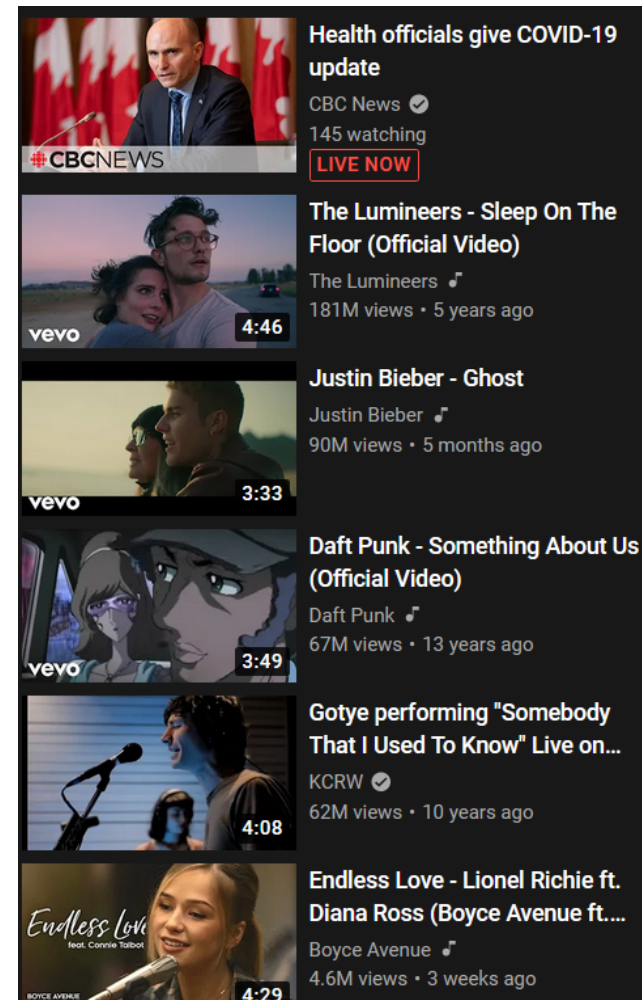 Health officials give COVID-19
update
CBC News
145 watching
LIVE NOW
CBCNEWS
The Lumineers - Sleep On The
Floor (Official Video)
The Lumineers
181M views • 5 years ago
vevo
4:46
Justin Bieber - Ghost
Justin Bieber
90M views • 5 months ago
vevo
3:33
Daft Punk - Something About Us
(Official Video)
Daft Punk
67M views • 13 years ago
vevo
3:49
Gotye performing "Somebody
That I Used To Know" Live on...
KCRW
62M views • 10 years ago
4:08
Endless Love - Lionel Richie ft.
Diana Ross (Boyce Avenue ft....
Boyce Avenue
4.6M views • 3 weeks ago
Endless Love
feat. Connie Talbot
BOYCE AVENUE
4:29